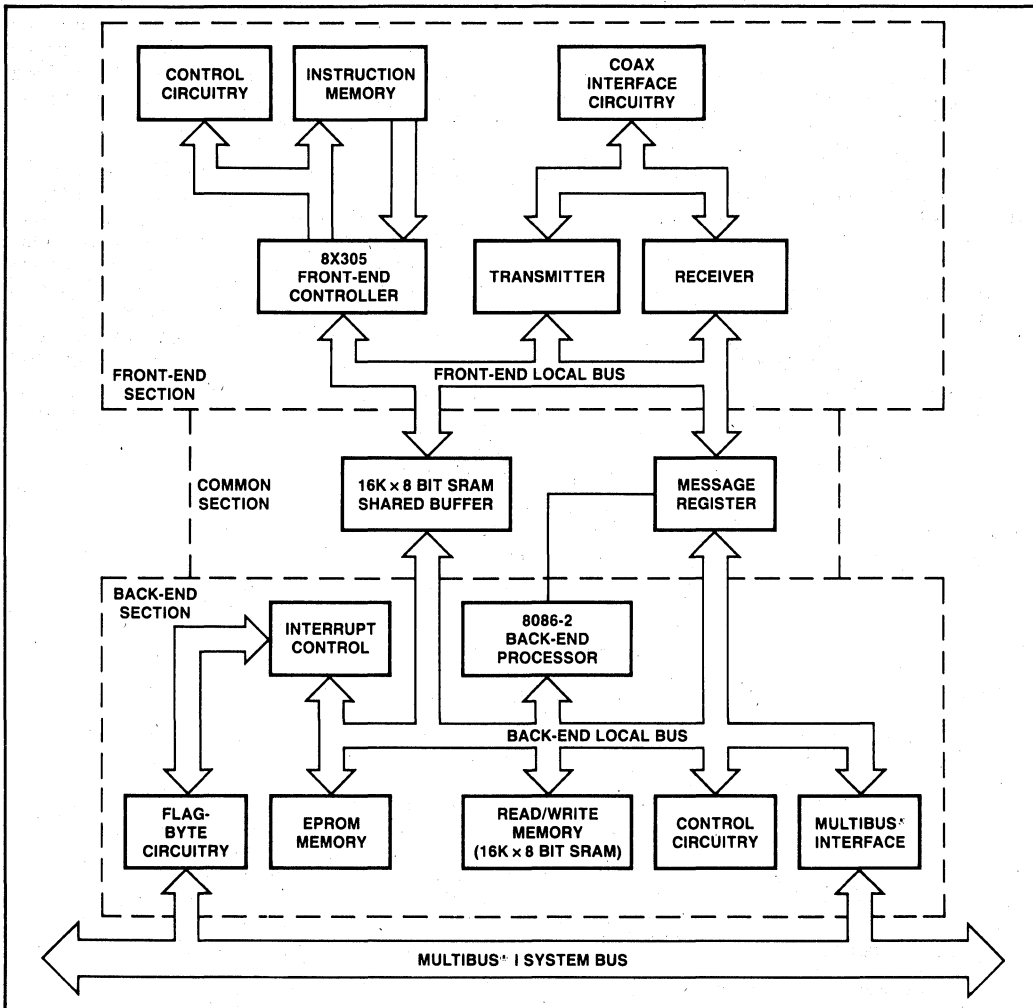 CONTROL
CIRCUITRY
INSTRUCTION
MEMORY
COAX
INTERFACE
CIRCUITRY
8X305
FRONT-END
CONTROLLER
TRANSMITTER
RECEIVER
FRONT-END LOCAL BUS
FRONT-END
SECTION
COMMON
SECTION
16K × 8 BIT SRAM
SHARED BUFFER
MESSAGE
REGISTER
BACK-END
SECTION
INTERRUPT
CONTROL
8086-2
BACK-END
PROCESSOR
BACK-END LOCAL BUS
FLAG-
BYTE
CIRCUITRY
EPROM
MEMORY
READ/WRITE
MEMORY
(16K × 8 BIT SRAM)
CONTROL
CIRCUITRY
MULTIBUS®
INTERFACE
MULTIBUS® I SYSTEM BUS